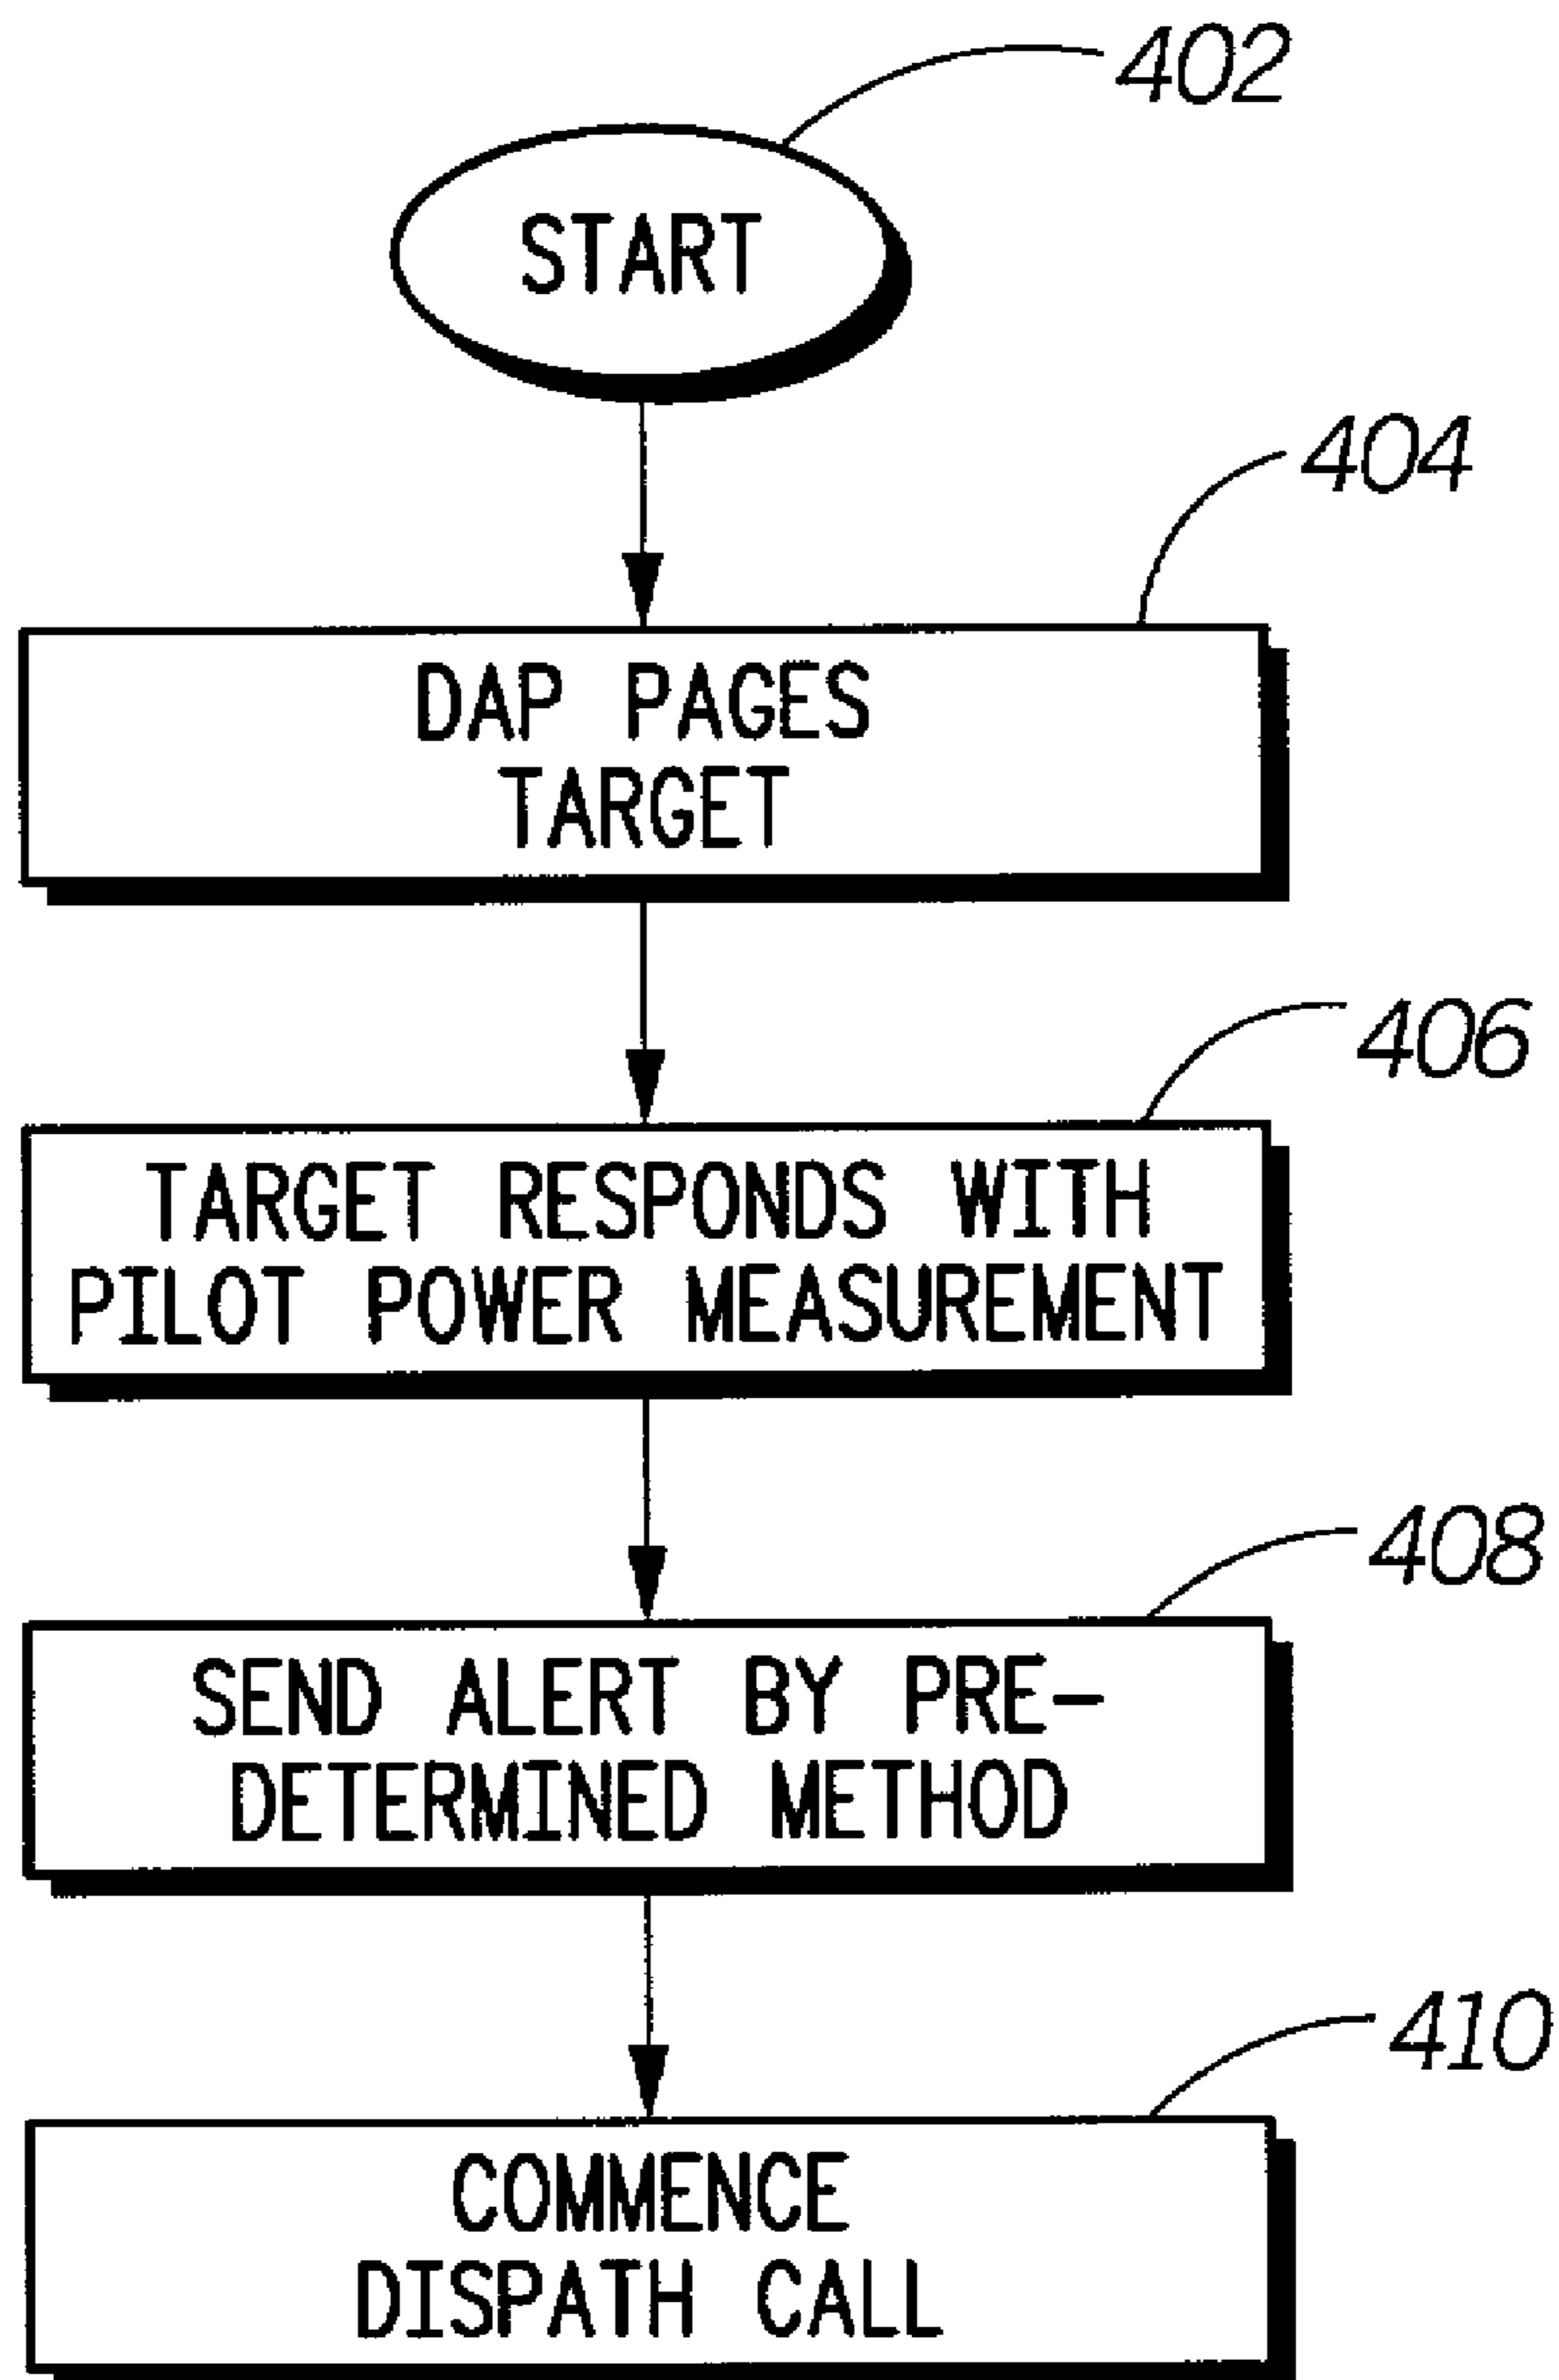 402
START
404
DAP PAGES
TARGET
406
TARGET RESPONDS WITH
PILOT POWER MEASUREMENT
408
SEND ALERT BY PRE-
DETERMINED METHOD
410
COMMENCE
DISPATH CALL